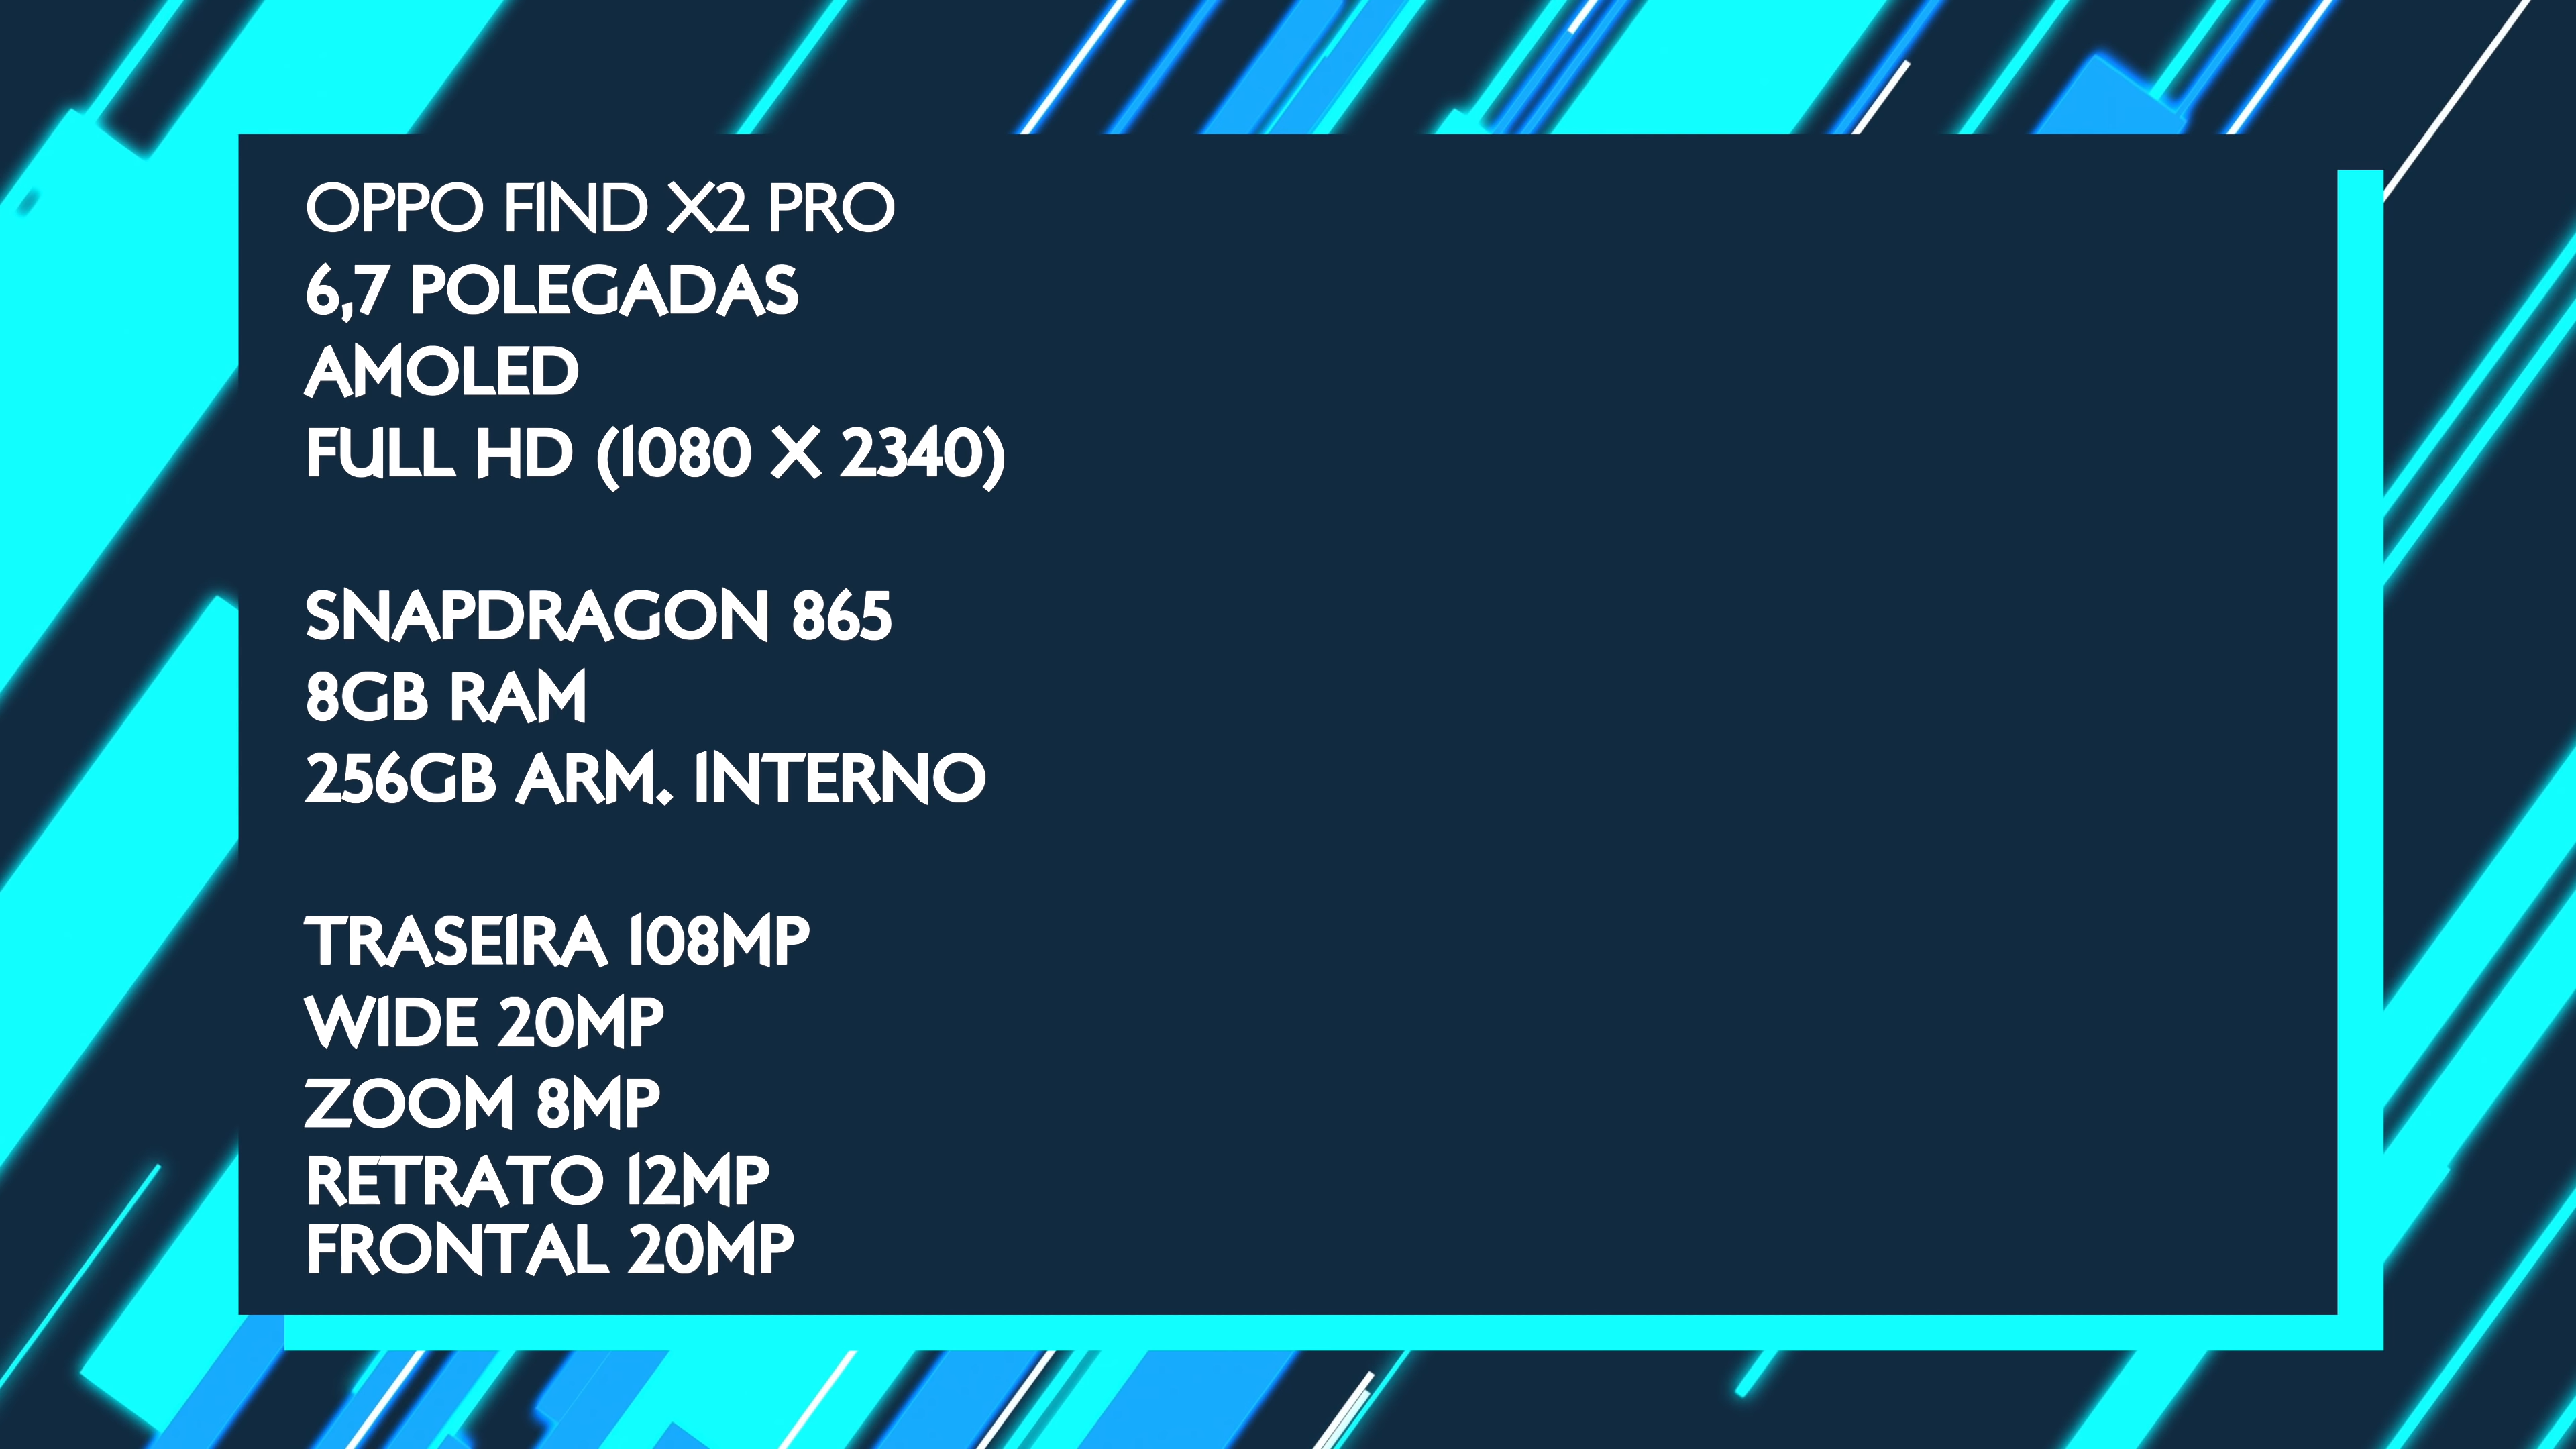 OPPO FIND X2 PRO
6,7 POLEGADAS
AMOLED
FULL HD (1080 X 2340)
SNAPDRAGON 865
8GB RAM
256GB ARM. INTERNO
TRASEIRA 108MP
WIDE 20MP
ZOOM 8MP
RETRATO 12MP
FRONTAL 20MP